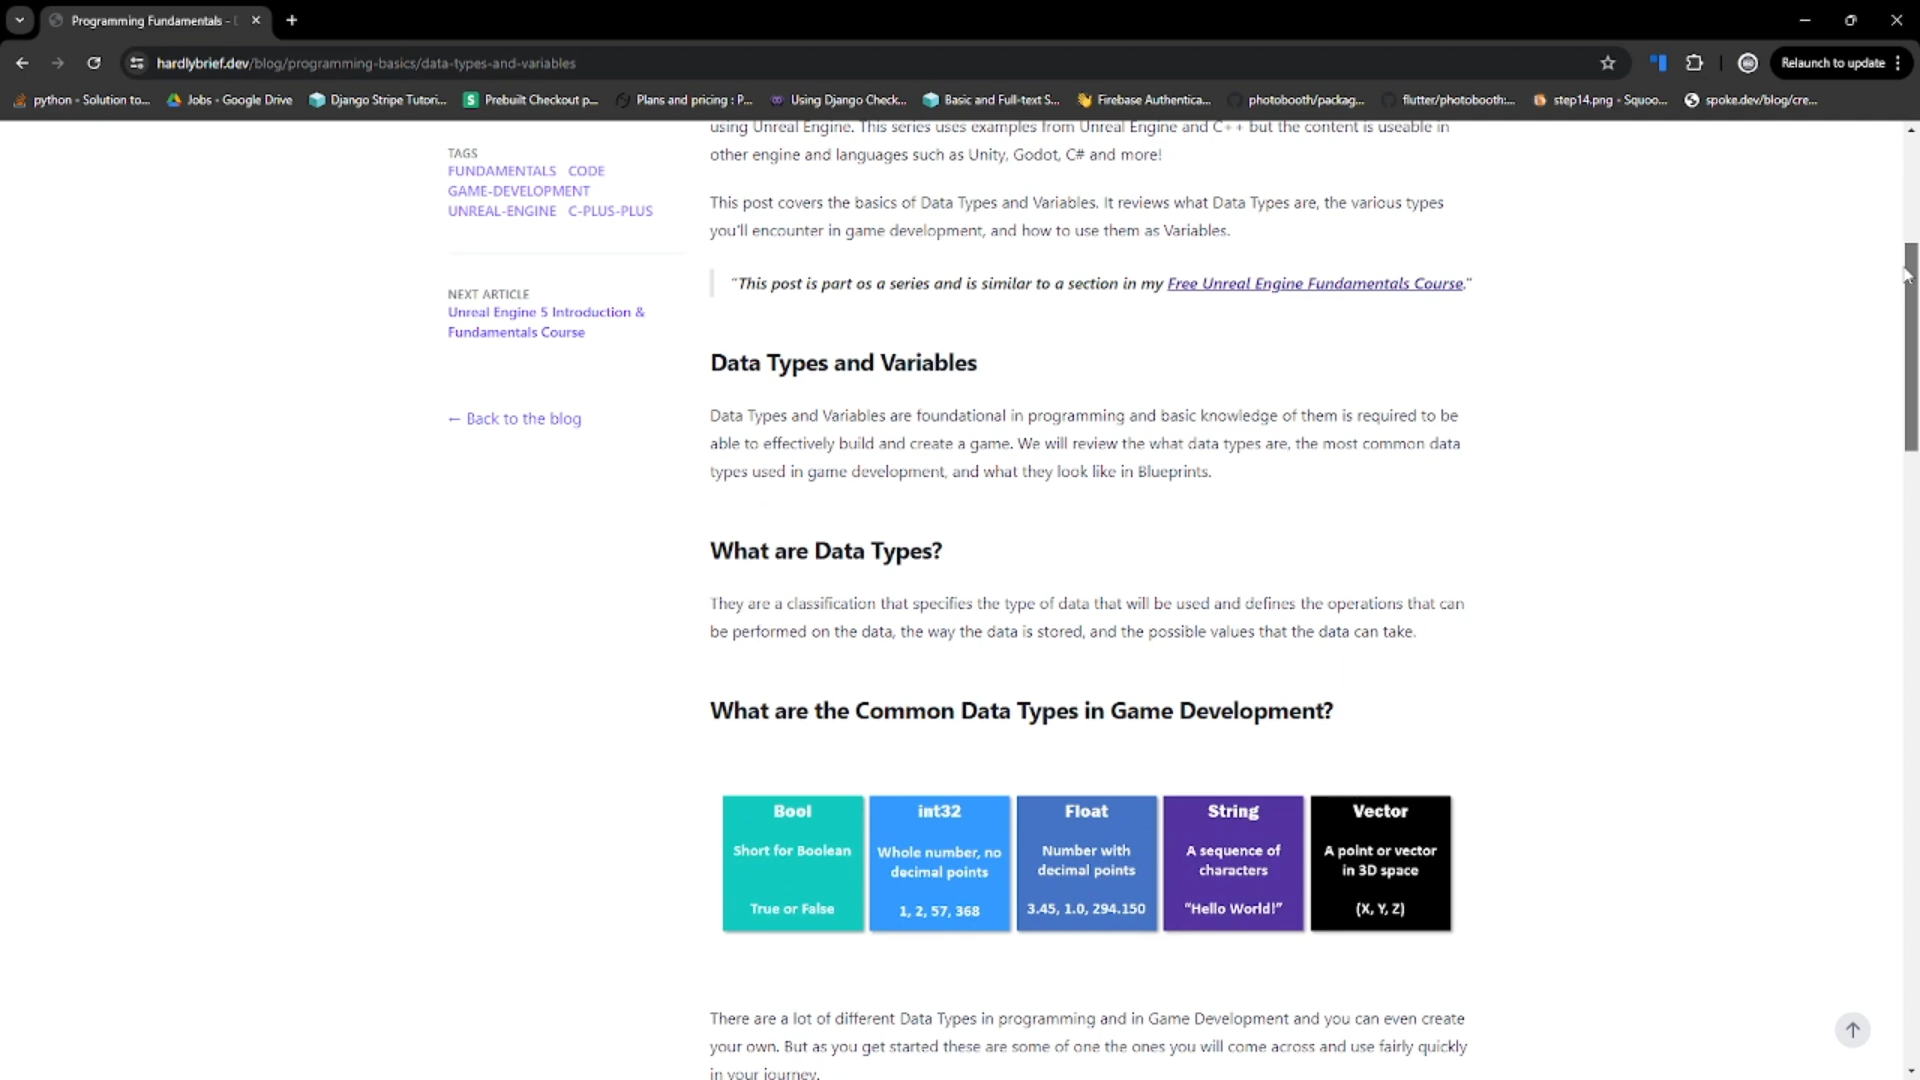 Programming Fundamentals -
hardlybrief.dev/blog/programming-basics/data-types-and-variables
Relaunch to update
python - Solution to...
Jobs - Google Drive
Django Stripe Tutori...
Prebuilt Checkout p...
Plans and pricing : P...
Using Django Check...
Basic and Full-text S...
Firebase Authentica...
photobooth/packag...
flutter/photobooth:...
step14.png - Squoo...
spoke.dev/blog/cre...
TAGS
FUNDAMENTALS CODE
GAME-DEVELOPMENT
UNREAL-ENGINE C-PLUS-PLUS
NEXT ARTICLE
Unreal Engine 5 Introduction &
Fundamentals Course
← Back to the blog
using Unreal Engine. This series uses examples from Unreal Engine and C++ but the content is useable in
other engine and languages such as Unity, Godot, C# and more!
This post covers the basics of Data Types and Variables. It reviews what Data Types are, the various types
you'll encounter in game development, and how to use them as Variables.
"This post is part os a series and is similar to a section in my Free Unreal Engine Fundamentals Course."
Data Types and Variables
Data Types and Variables are foundational in programming and basic knowledge of them is required to be
able to effectively build and create a game. We will review the what data types are, the most common data
types used in game development, and what they look like in Blueprints.
What are Data Types?
They are a classification that specifies the type of data that will be used and defines the operations that can
be performed on the data, the way the data is stored, and the possible values that the data can take.
What are the Common Data Types in Game Development?
Bool
Short for Boolean
True or False
int32
Whole number, no
decimal points
1, 2, 57, 368
Float
Number with
decimal points
3.45, 1.0, 294.150
String
A sequence of
characters
"Hello World!"
Vector
A point or vector
in 3D space
(X, Y, Z)
There are a lot of different Data Types in programming and in Game Development and you can even create
your own. But as you get started these are some of one the ones you will come across and use fairly quickly
in your journey.